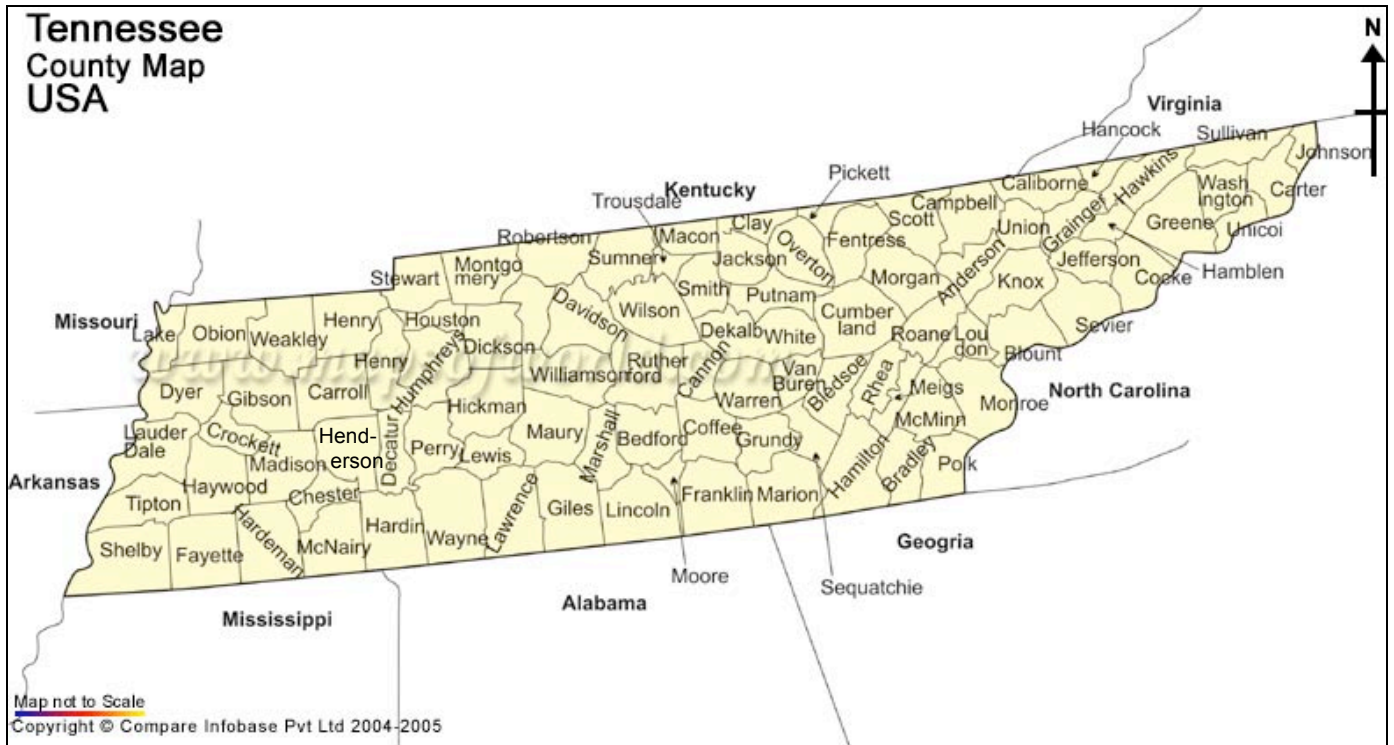 Tennessee
County Map
USA
N
Virginia
Hancock
Sullivan
Johnson
Pickett
Hawkins
Caliborne
Wash
ington
Carter
Kentucky
Trousdale
Campbell
Scott
Clay
Macon
Union
Grainger
Greene
Unicoi
Robertson
Overton
Fentress
Sumner
Jackson
Jefferson
Hamblen
Stewart
Montgo
mery
Smith
Putnam
Morgan
Anderson
Knox
Cocke
Wilson
Cumber
land
Missouri
Lake
Obion
Weakley
Henry
Houston
Davidson
Dekalb
White
Roane
Lou
don
Sevier
Henry
Humphreys
Dickson
Williamson
Ruther
ford
Cannon
Van
Buren
Bledsoe
Rhea
Blount
Dyer
Gibson
Carroll
Hickman
Warren
Meigs
Monroe
North Carolina
McMinn
Lauder
Dale
Crockett
Hend-
erson
Decatur
Perry
Lewis
Maury
Marshall
Bedford
Coffee
Grundy
Hamilton
Bradley
Polk
Madison
Arkansas
Haywood
Chester
Tipton
Hardin
Wayne
Lawrence
Giles
Lincoln
Franklin
Marion
Shelby
Fayette
Hardeman
McNairy
Geogria
Moore
Sequatchie
Alabama
Mississippi
Map not to Scale
Copyright © Compare Infobase Pvt Ltd 2004-2005